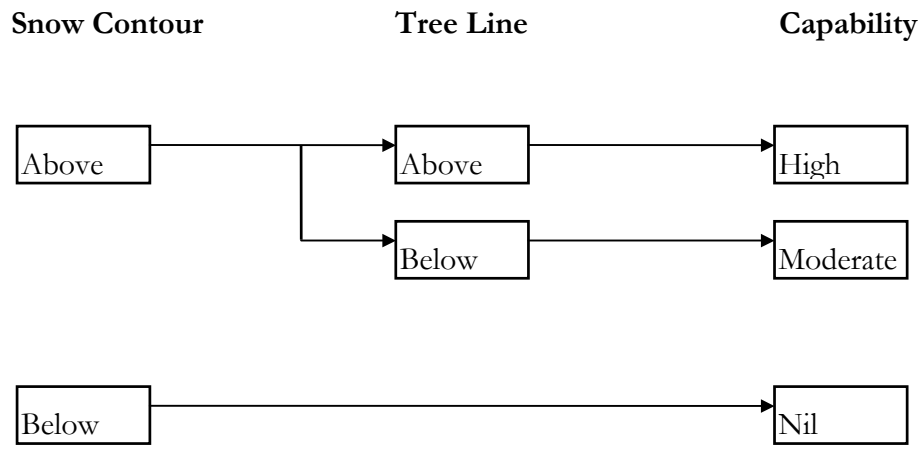 Snow Contour Tree Line Capability
Above Above High
Below Moderate
Below Nil